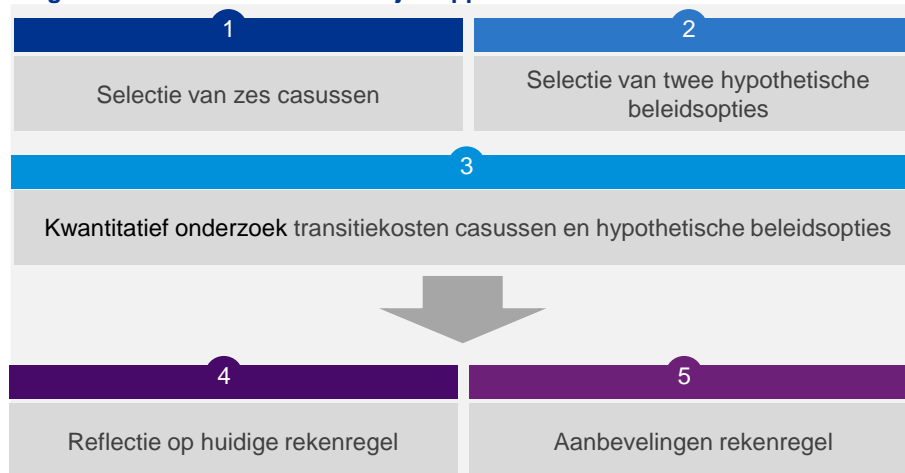 1
Selectie van zes casussen
2
Selectie van twee hypothetische
beleidsopties
3
Kwantitatief onderzoek transitiekosten casussen en hypothetische beleidsopties
4
Reflectie op huidige rekenregel
5
Aanbevelingen rekenregel